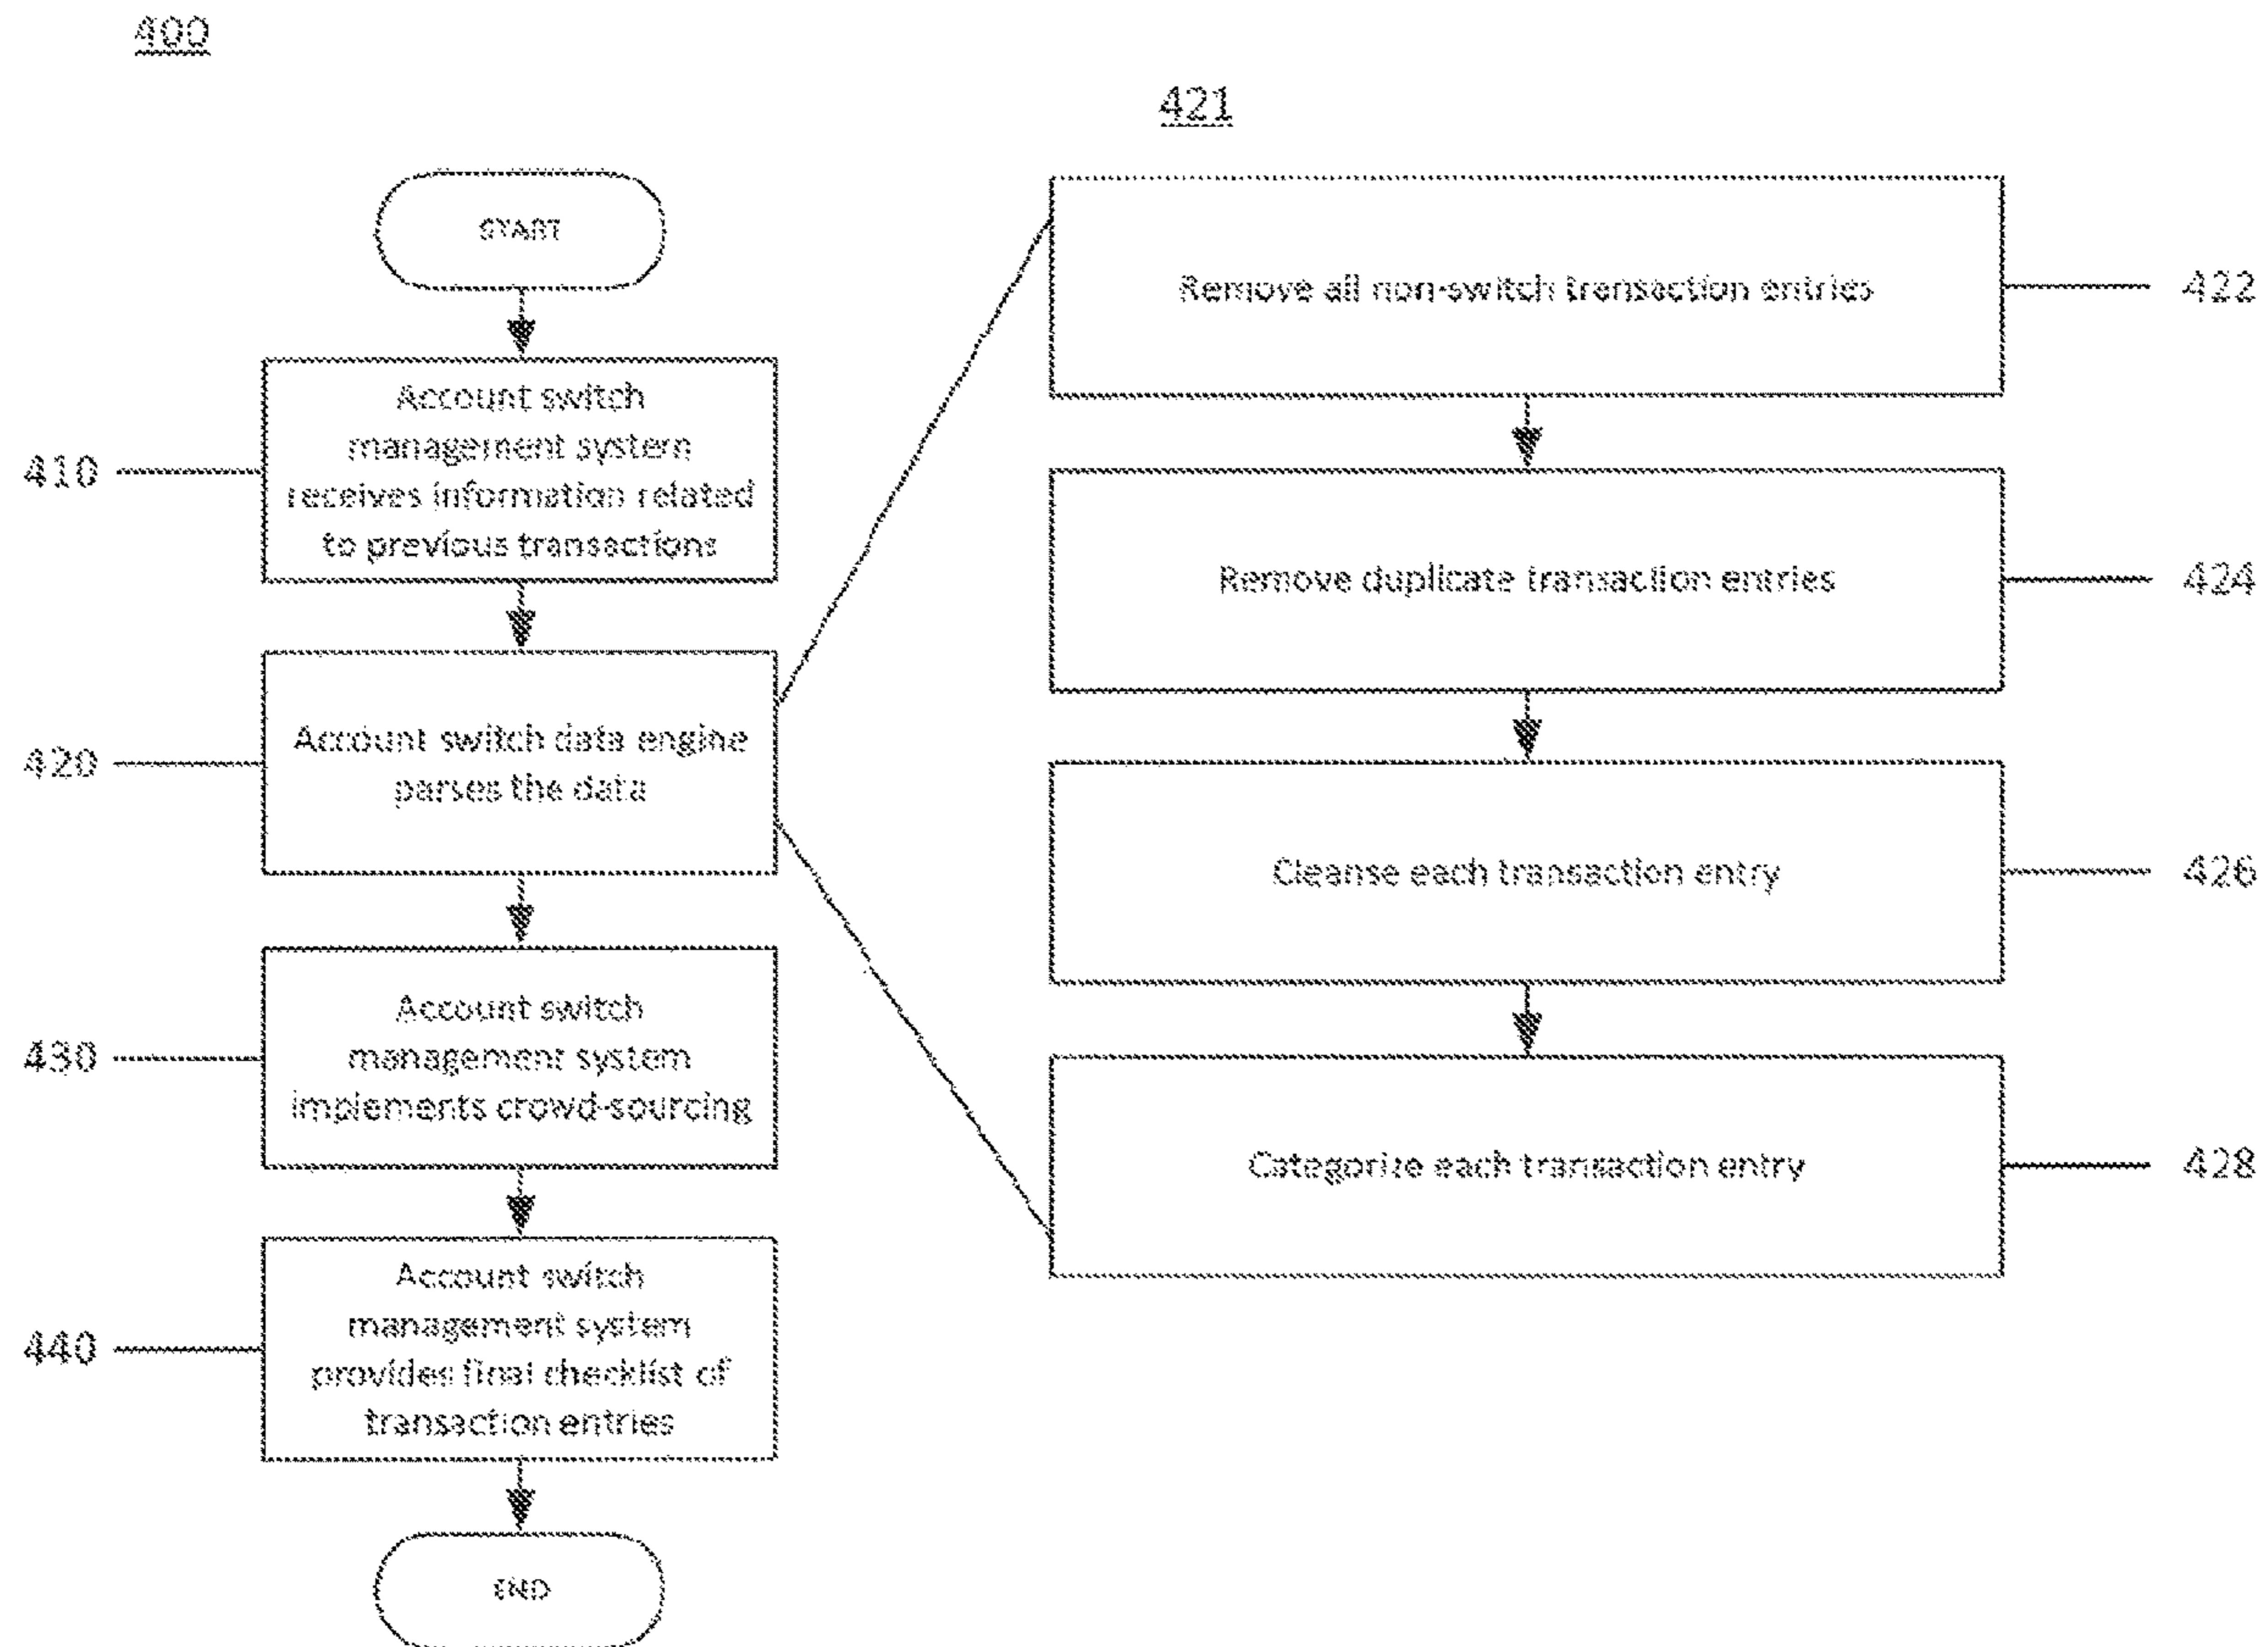 400
421
START
410
Account switch
management system
receives information related
to previous transactions
420
Account switch data engine
parses the data
430
Account switch
management system
implements crowd-sourcing
440
Account switch
management system
provides final checklist of
transaction entries
END
Remove all non-switch transaction entries
422
Remove duplicate transaction entries
424
Cleanse each transaction entry
426
Categorize each transaction entry
428